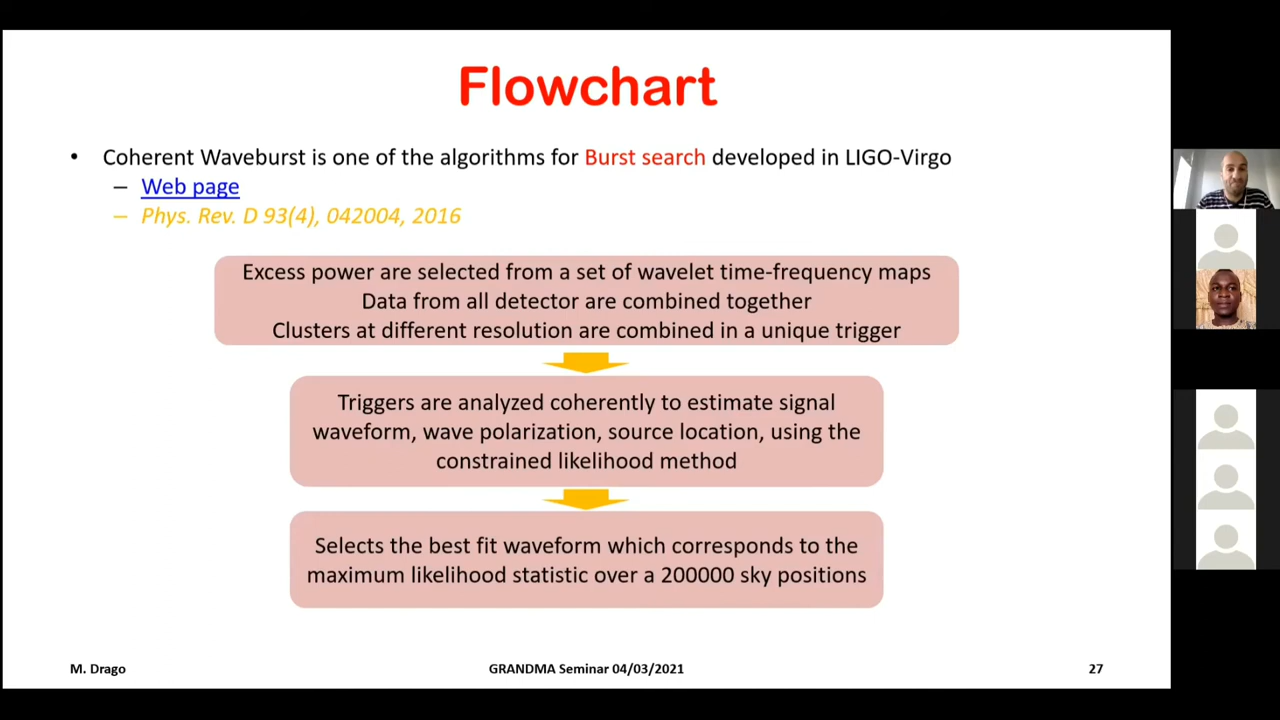 Flowchart
• Coherent Waveburst is one of the algorithms for Burst search developed in LIGO-Virgo
– Web page
– Phys. Rev. D 93(4), 042004, 2016
Excess power are selected from a set of wavelet time-frequency maps
Data from all detector are combined together
Clusters at different resolution are combined in a unique trigger
Triggers are analyzed coherently to estimate signal
waveform, wave polarization, source location, using the
constrained likelihood method
Selects the best fit waveform which corresponds to the
maximum likelihood statistic over a 200000 sky positions
M. Drago
GRANDMA Seminar 04/03/2021
27